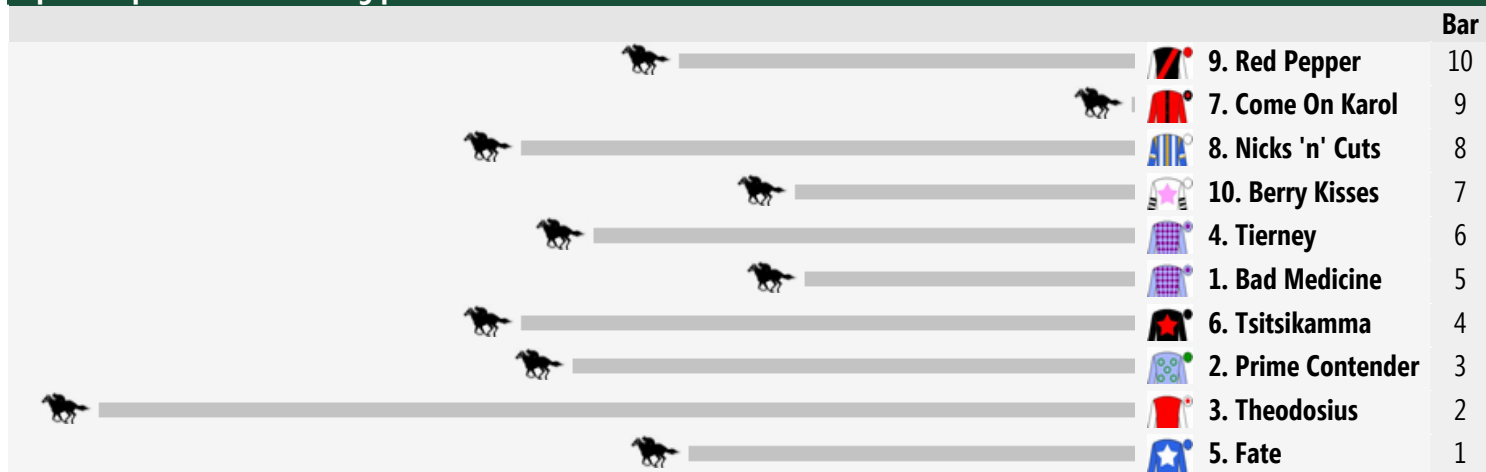 Bar
9. Red Pepper 10
7. Come On Karol 9
8. Nicks 'n' Cuts 8
10. Berry Kisses 7
4. Tierney 6
1. Bad Medicine 5
6. Tsitsikamma 4
2. Prime Contender 3
3. Theodosius 2
5. Fate 1